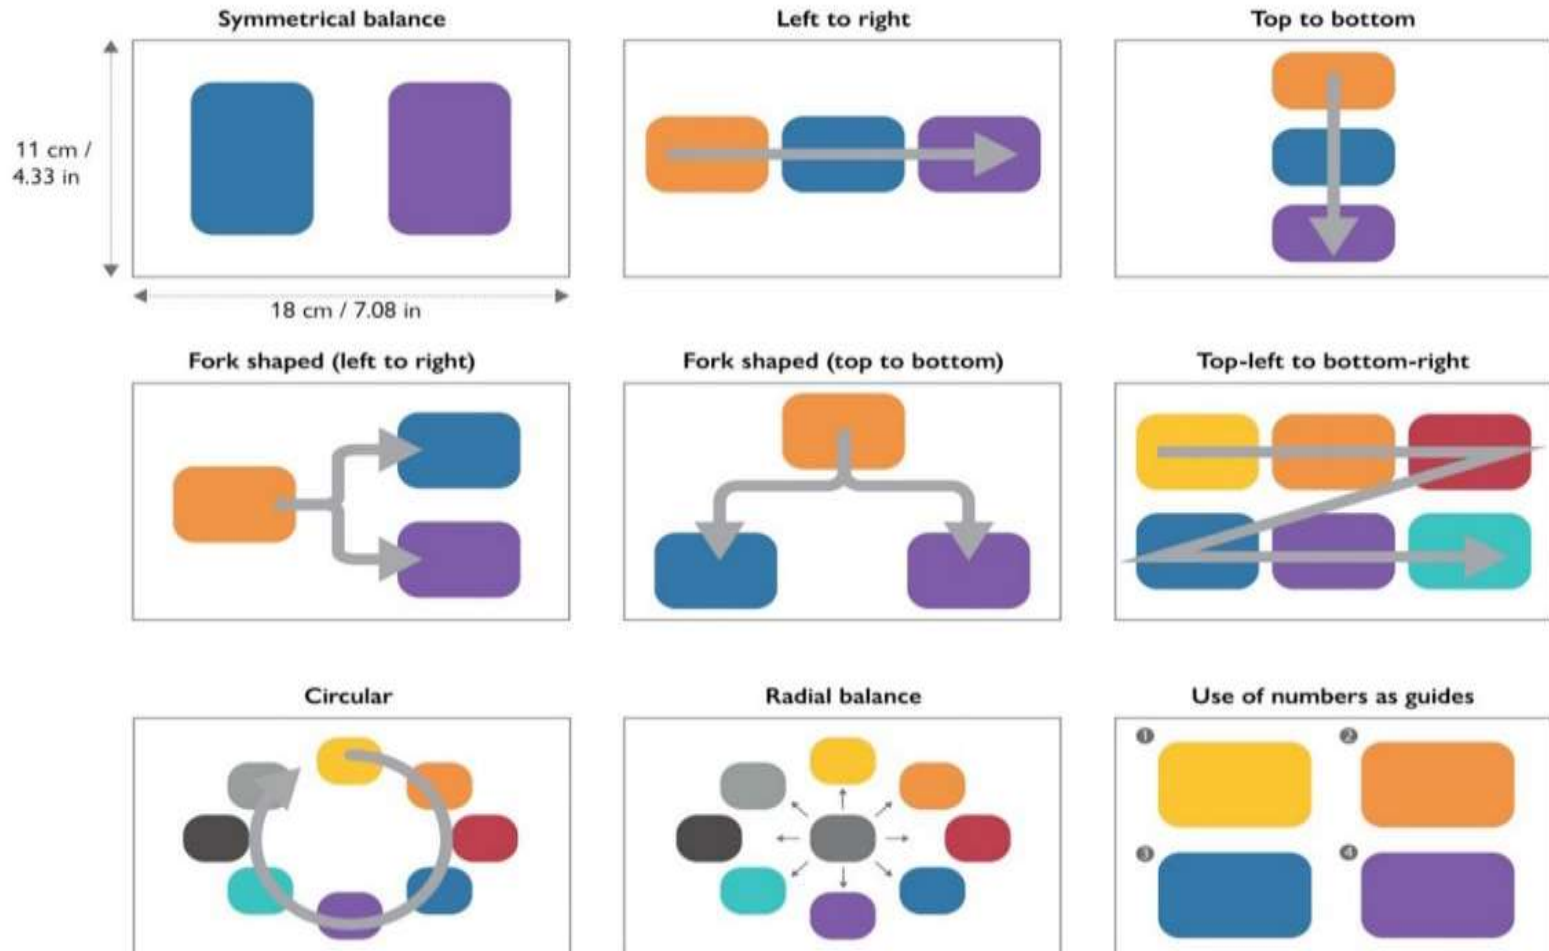 Symmetrical balance
Left to right
Top to bottom
11 cm /
4.33 in
18 cm / 7.08 in
Fork shaped (left to right)
Fork shaped (top to bottom)
Top-left to bottom-right
Circular
Radial balance
Use of numbers as guides
1
2
3
4